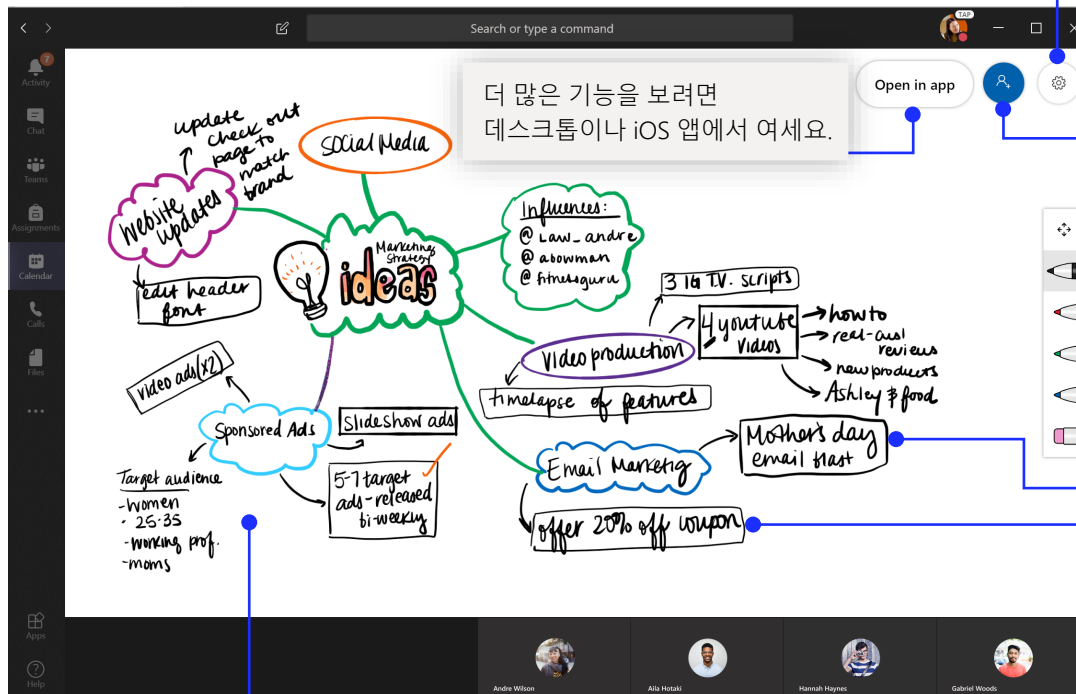 Search or type a command
TAP
7
Activity
Chat
Teams
Assignments
Calendar
Calls
Files
Apps
Help
더 많은 기능을 보려면
데스크톱이나 iOS 앱에서 여세요.
Open in app
update
check out
page to
match
brand
Website
updates
edit header
font
Social Media
Marketing
Strategy
ideas
Influences:
@ Law_andre
@ abowman
@ fitnessguru
3 IG T.V. scripts
4 youtube
videos
how to
real-cust
reviews
new products
Ashley & food
video production
timelapse of features
video ads (x2)
Sponsored Ads
Slideshow ads
Target audience
-women
- 25-35
-working prof.
-moms
5-7 target
ads-released
bi-weekly
Email Marketig
Mother's day
email blast
offer 20% off coupon
Andre Wilson
Aila Hotaki
Hannah Haynes
Gabriel Woods